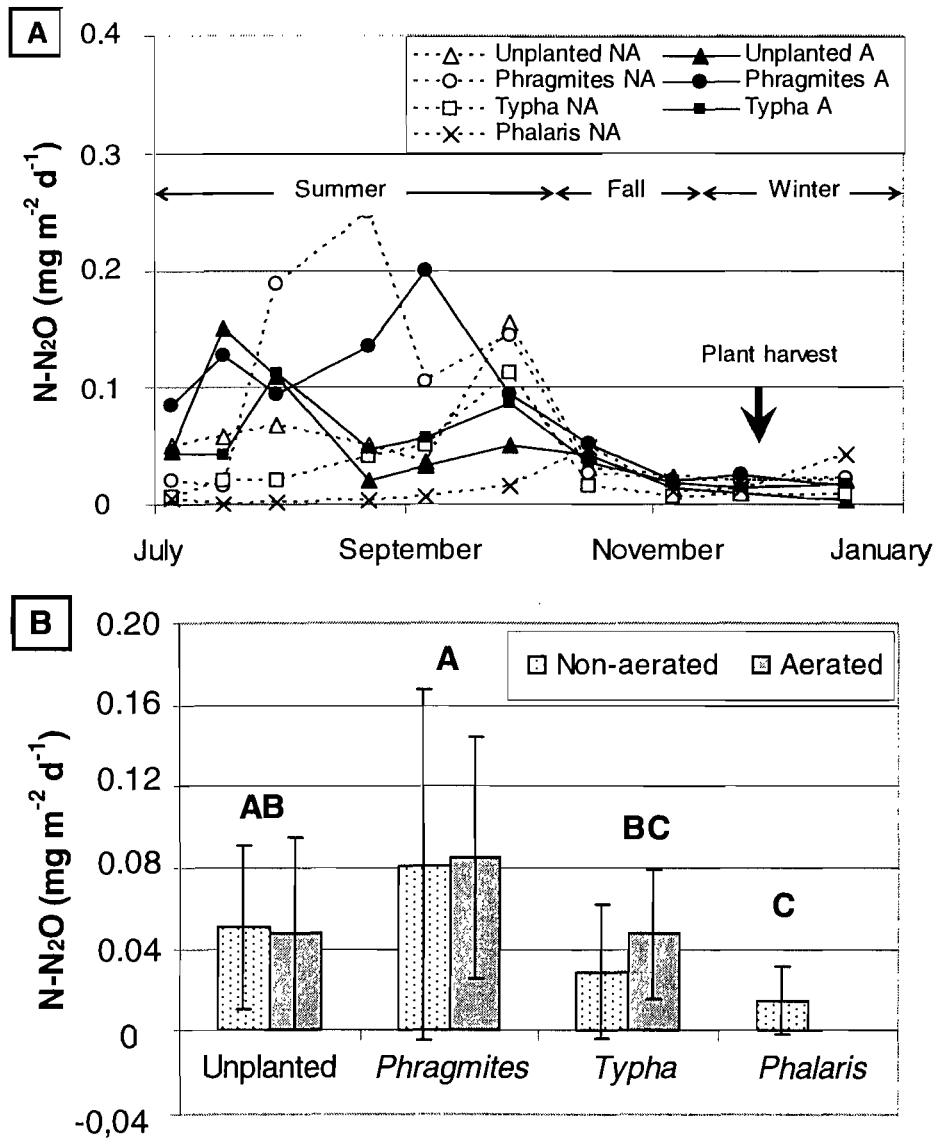 A
0.4
0.3
0.2
0.1
0
N-N₂O (mg m⁻² d⁻¹)
Unplanted NA
Unplanted A
Phragmites NA
Phragmites A
Typha NA
Typha A
Phalaris NA
Summer
Fall
Winter
Plant harvest
July
September
November
January
B
0.20
0.16
0.12
0.08
0.04
0
-0,04
N-N₂O (mg m⁻² d⁻¹)
Non-aerated
Aerated
AB
A
BC
C
Unplanted
Phragmites
Typha
Phalaris